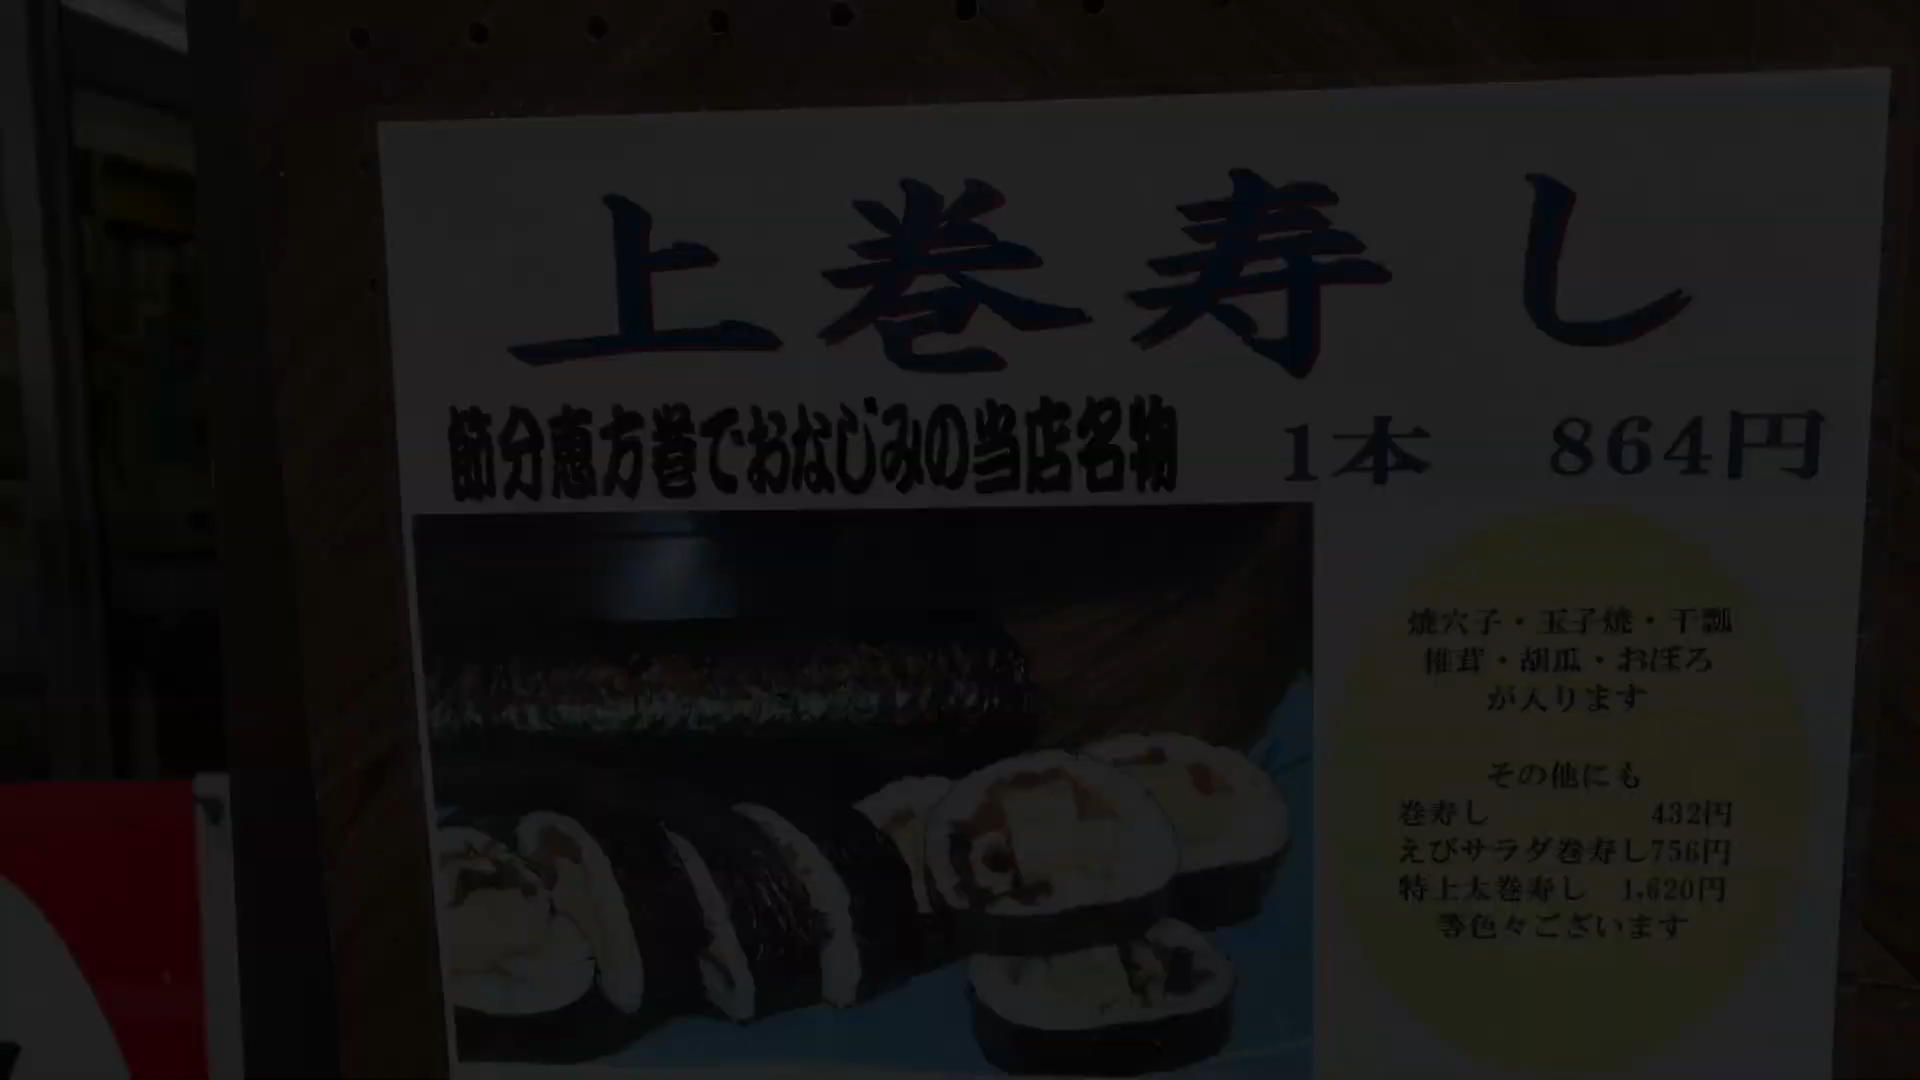 上巻寿し
節分恵方巻でおなじみの当店名物 1本 864円
焼穴子・玉子焼・干瓢
椎茸・胡瓜・おぼろ
が入ります
その他にも
巻寿し 432円
えびサラダ巻寿し756円
特上太巻寿し 1,620円
等色々ございます